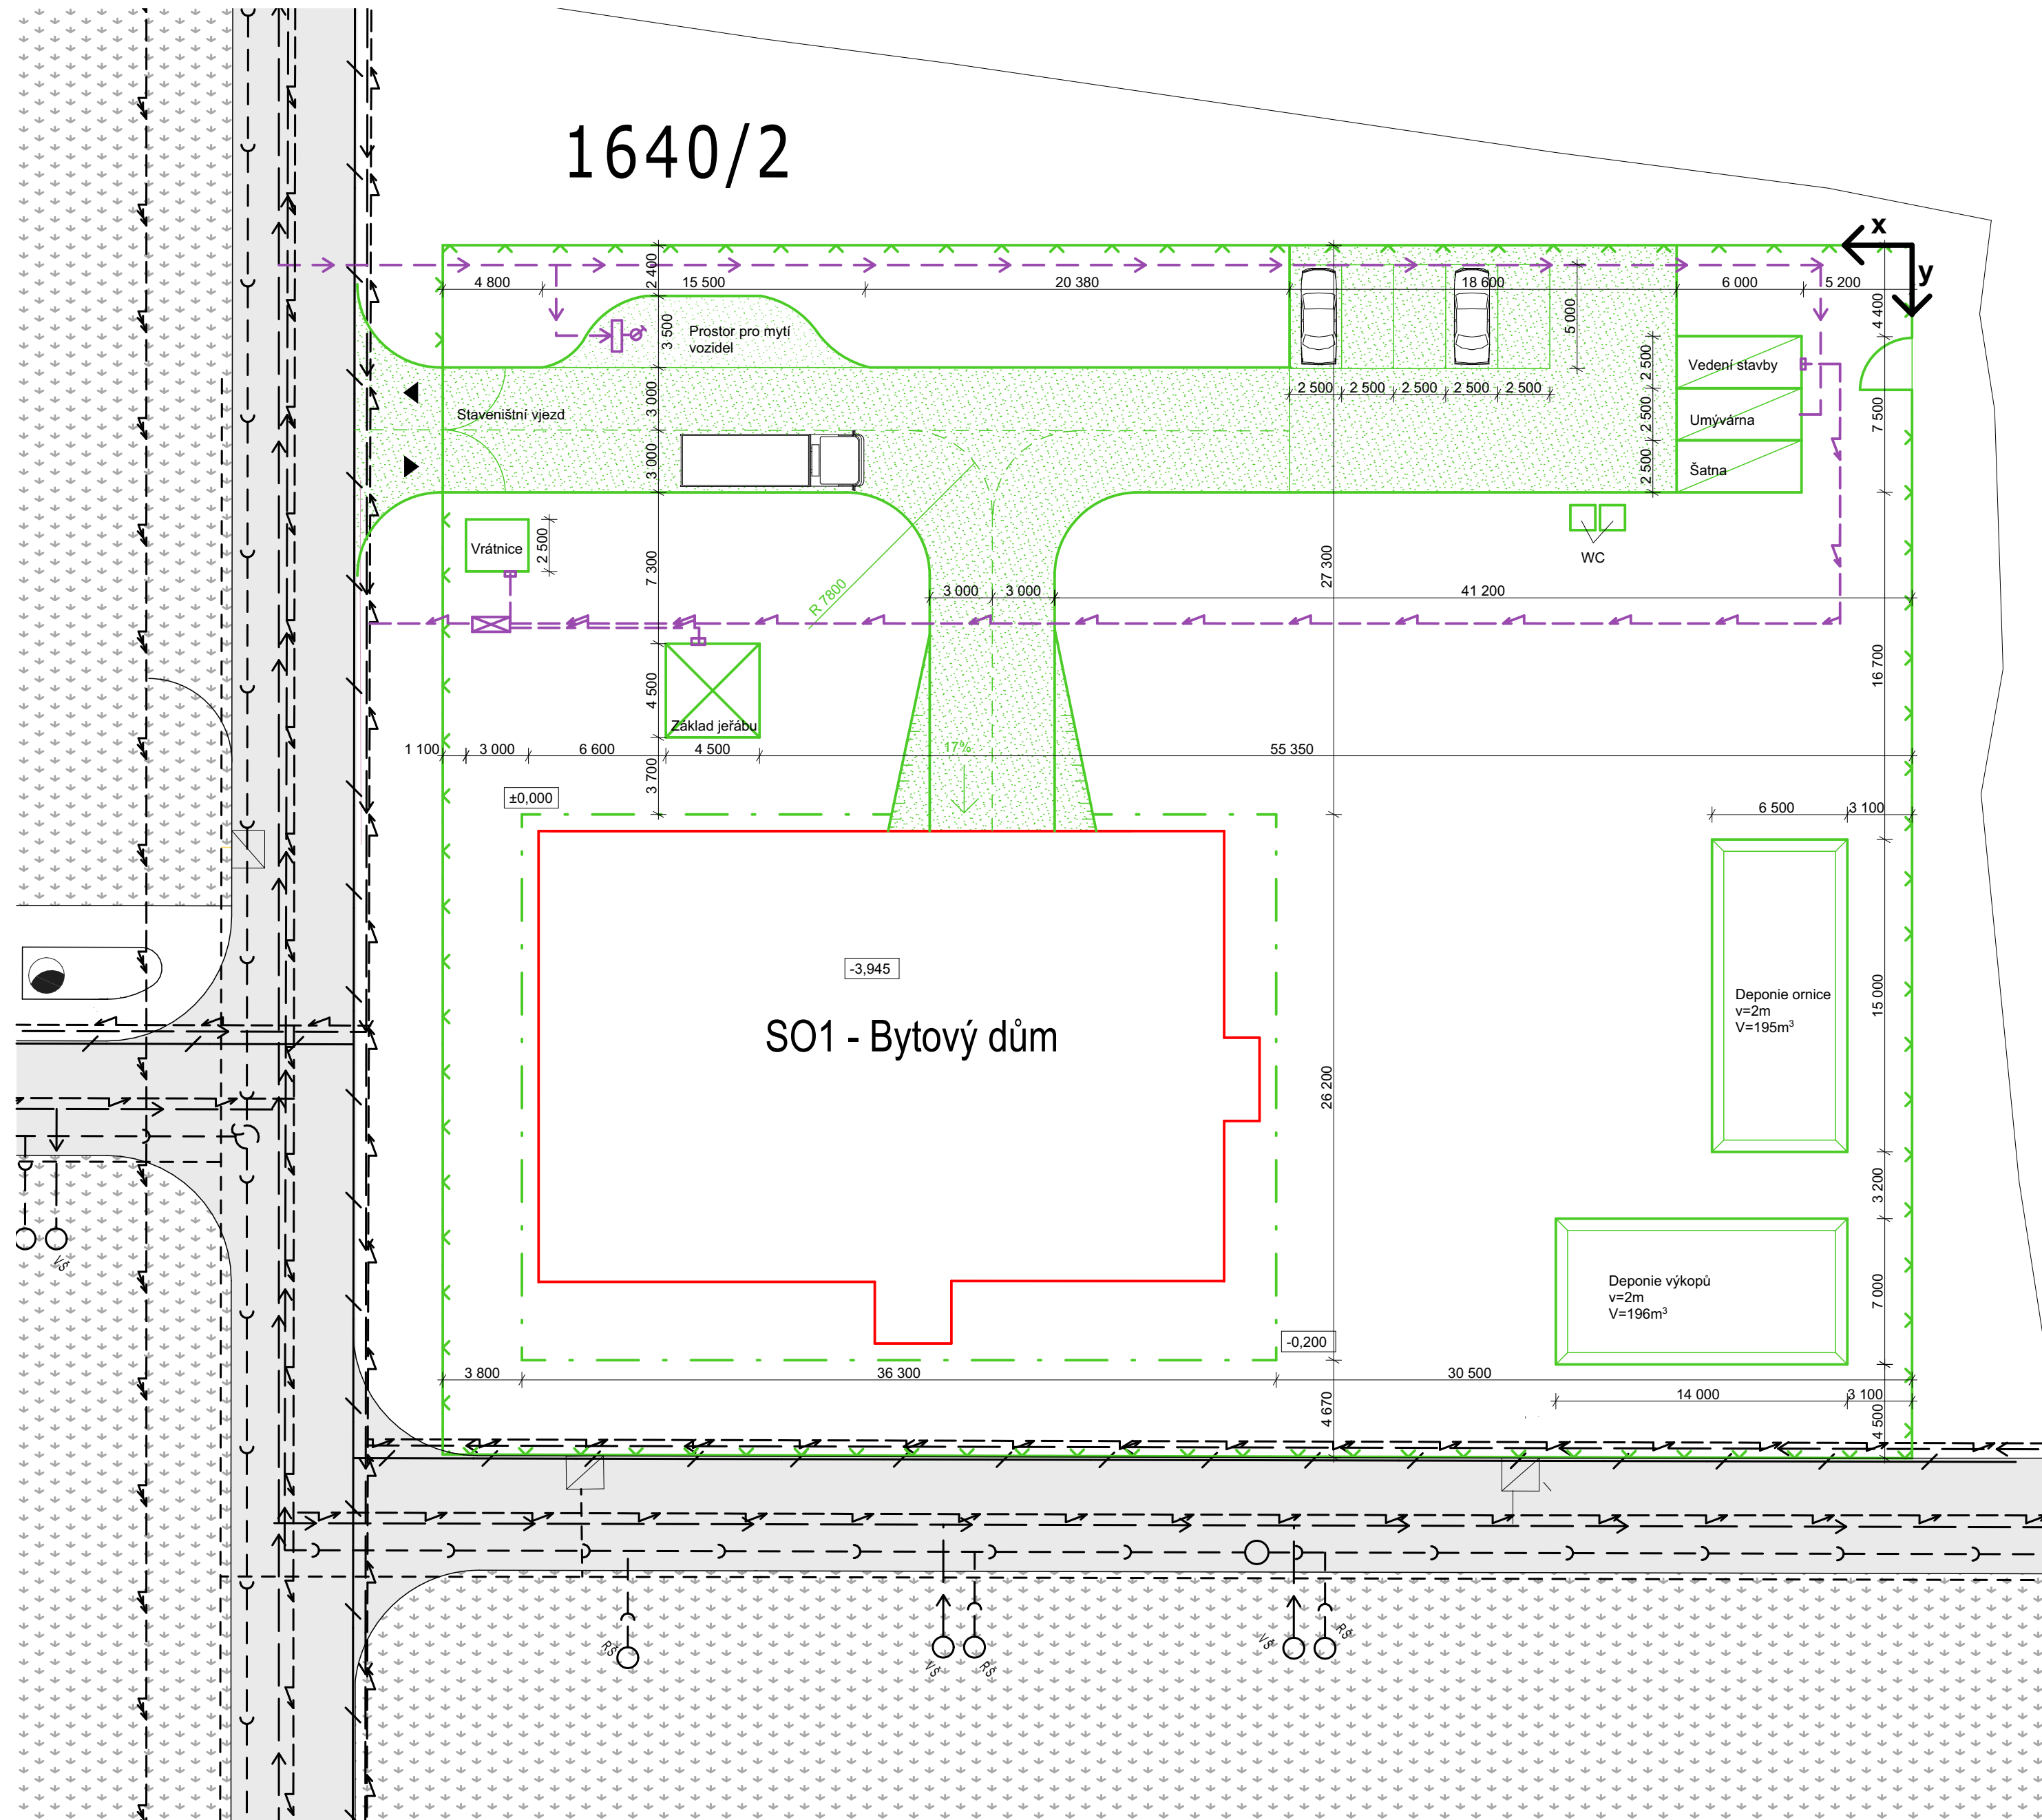 1640/2
x
y
4 800
15 500
20 380
18 600
6 000
5 200
2 400
3 500
Prostor pro mytí
vozidel
5 000
4 400
2 500
2 500
2 500
2 500
2 500
Vedení stavby
Umývárna
Šatna
2 500
2 500
2 500
7 500
Staveništní vjezd
3 000
3 000
Vrátnice
2 500
7 300
R 7800
3 000
3 000
27 300
WC
41 200
4 500
Základ jeřábu
16 700
1 100
3 000
6 600
4 500
17%
55 350
3 700
±0,000
6 500
3 100
-3,945
SO1 - Bytový dům
Deponie ornice
v=2m
V=195m³
15 000
26 200
3 200
Deponie výkopů
v=2m
V=196m³
7 000
-0,200
3 800
36 300
30 500
14 000
3 100
4 670
4 500
VŠ
RŠ
VŠ
RŠ
VŠ
RŠ